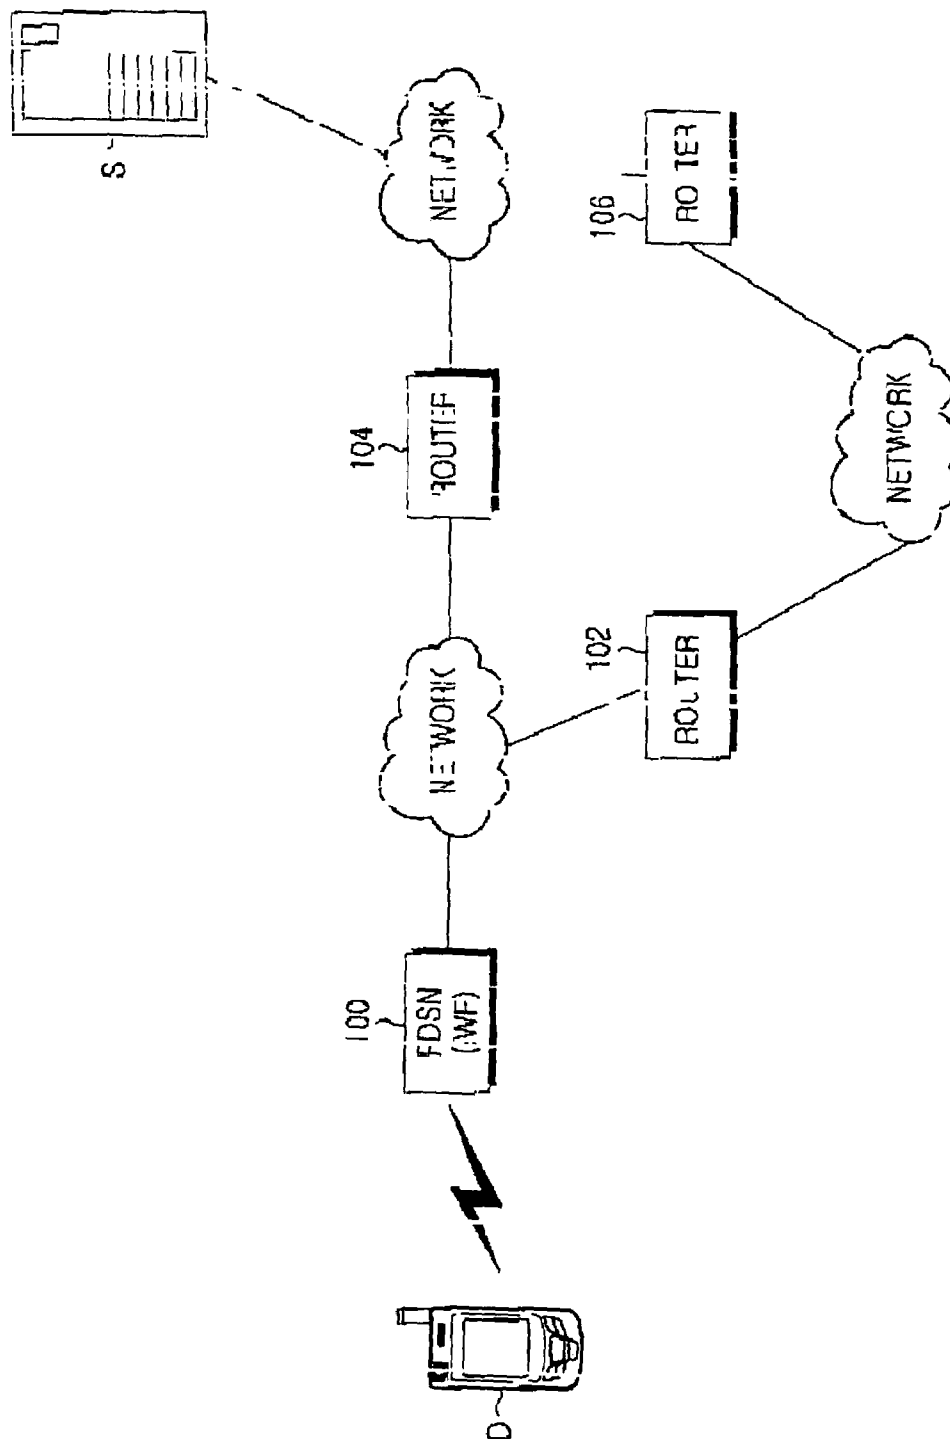 S
NETWORK
104
ROUTER
NETWORK
100
PDSN
(IWF)
D
106
ROUTER
NETWORK
102
ROUTER